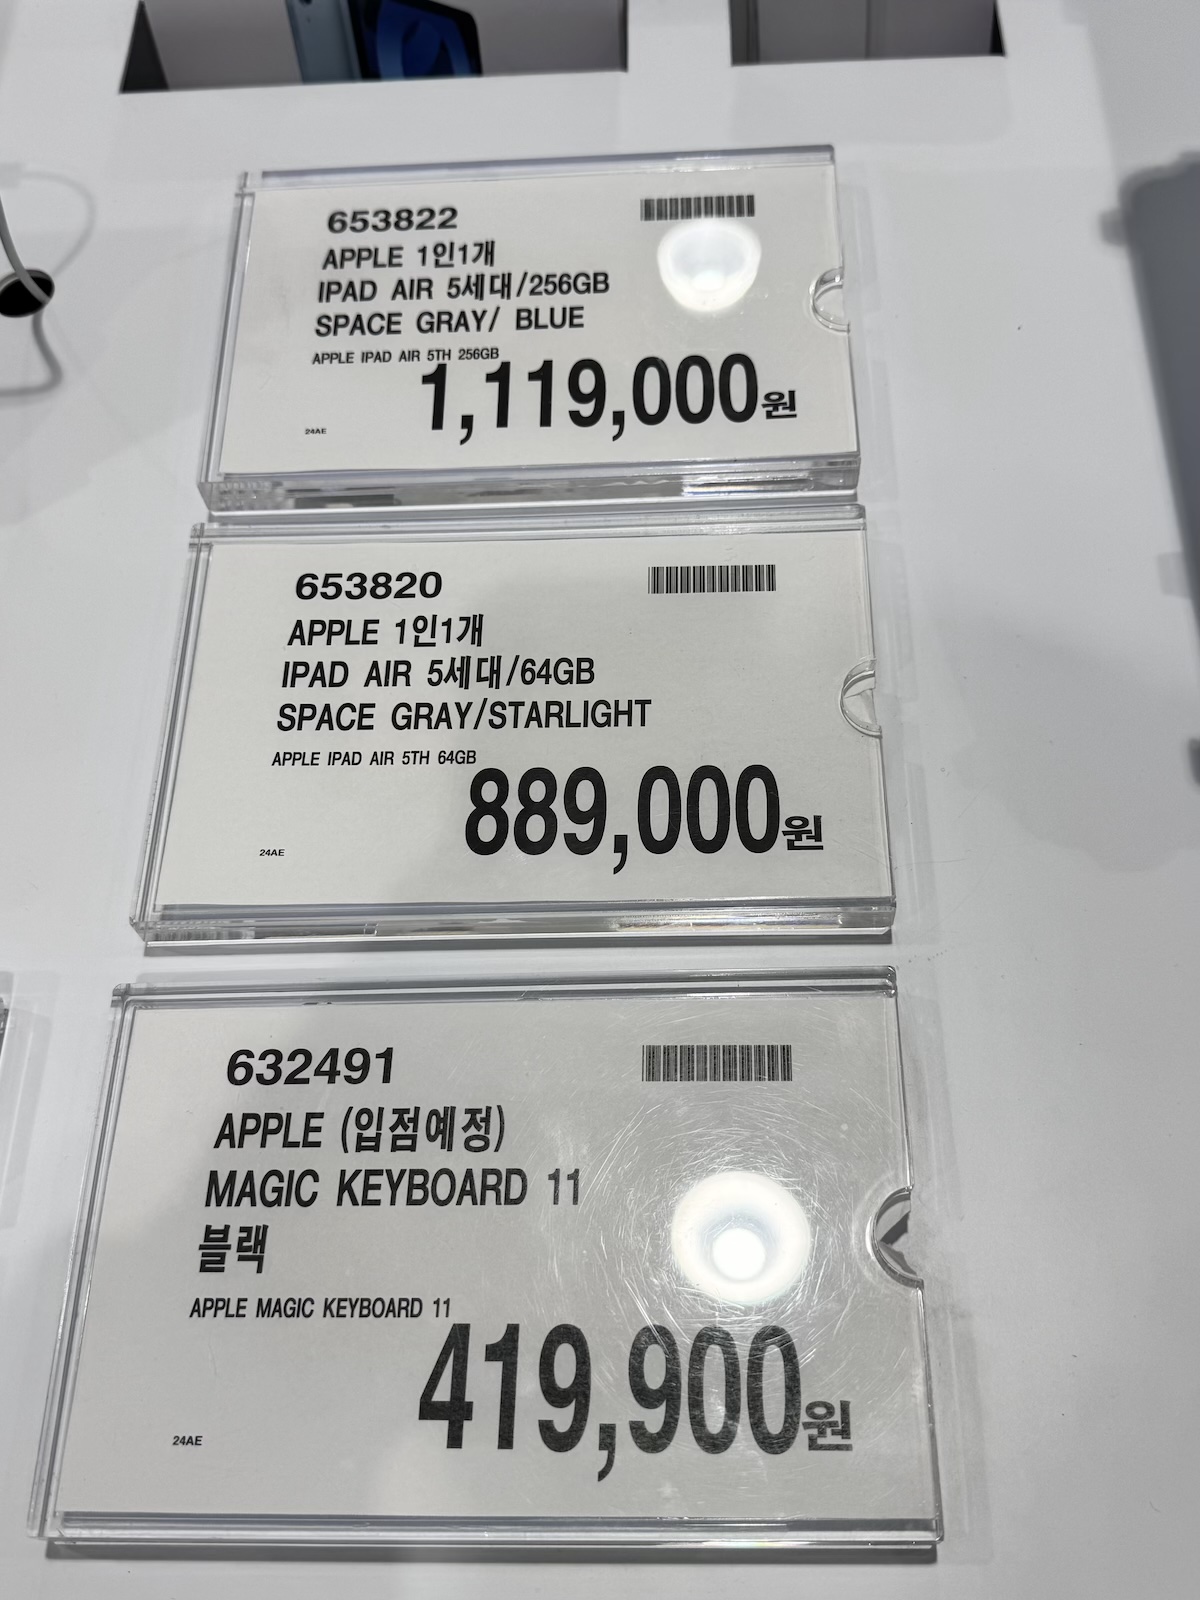 653822
APPLE 1인1개
IPAD AIR 5세대/256GB
SPACE GRAY/ BLUE
APPLE IPAD AIR 5TH 256GB
1,119,000원
24AE
653820
APPLE 1인1개
IPAD AIR 5세대/64GB
SPACE GRAY/STARLIGHT
APPLE IPAD AIR 5TH 64GB
889,000원
24AE
632491
APPLE (입점예정)
MAGIC KEYBOARD 11
블랙
APPLE MAGIC KEYBOARD 11
419,900원
24AE